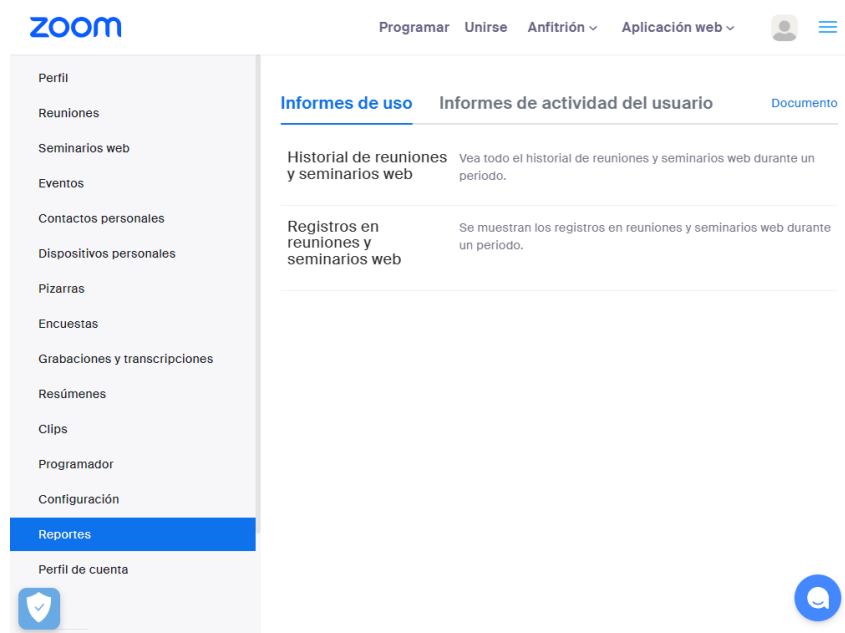 zoom
Programar Unirse Anfitrión Aplicación web
Perfil
Reuniones
Seminarios web
Eventos
Contactos personales
Dispositivos personales
Pizarras
Encuestas
Grabaciones y transcripciones
Resúmenes
Clips
Programador
Configuración
Reportes
Perfil de cuenta
Informes de uso Informes de actividad del usuario Documento
Historial de reuniones
y seminarios web
Vea todo el historial de reuniones y seminarios web durante un
periodo.
Registros en
reuniones y
seminarios web
Se muestran los registros en reuniones y seminarios web durante
un periodo.